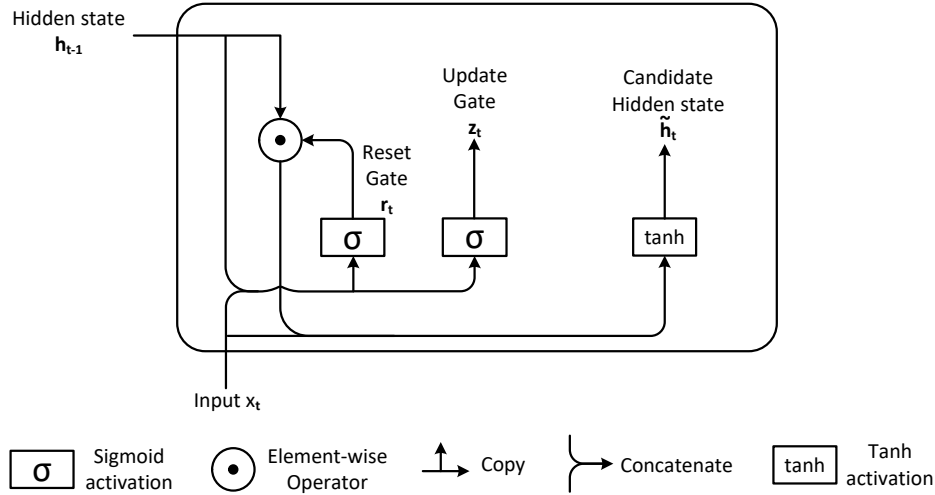 Hidden state
h_{t-1}
Update
Gate
z_t
Candidate
Hidden state
h̃_t
Reset
Gate
r_t
σ
σ
tanh
Input x_t
σ
Sigmoid
activation
Element-wise
Operator
Copy
Concatenate
tanh
Tanh
activation